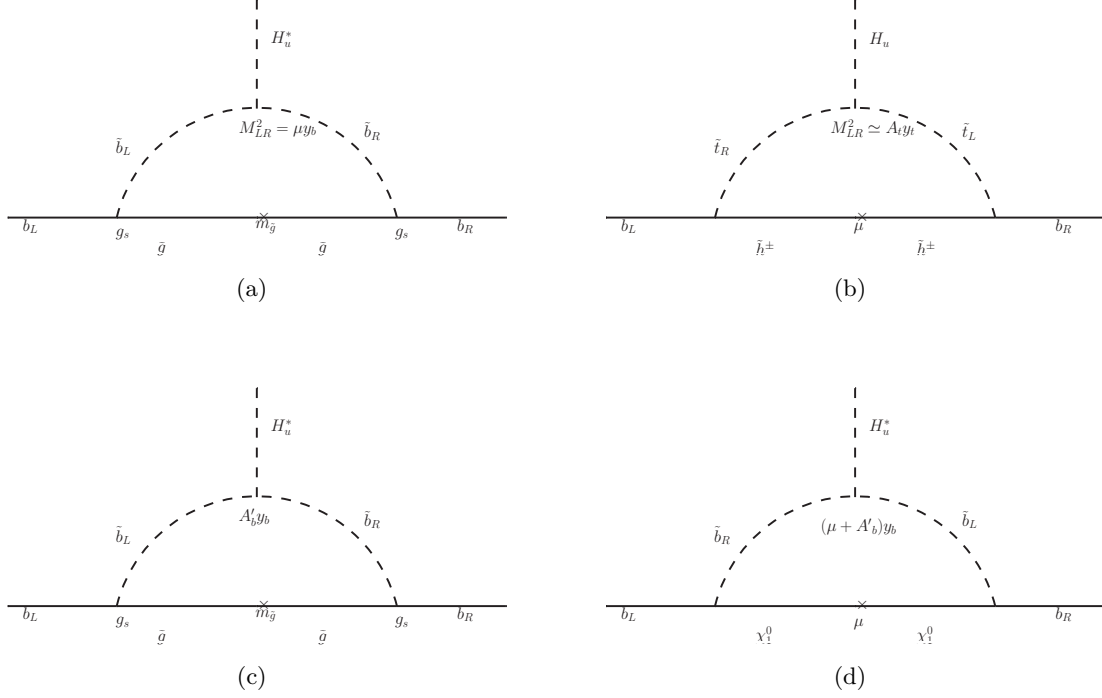 H_u^* H_u
M_{LR}^2 = μy_b M_{LR}^2 ≃ A_t y_t
b̃_L b̃_R t̃_R t̃_L
b_L g_s m_{g̃} g_s b_R b_L μ b_R
g̃ g̃ h̃^± h̃^±
(a) (b)
H_u^* H_u^*
A'_b y_b (μ + A'_b)y_b
b̃_L b̃_R b̃_R b̃_L
b_L g_s m_{g̃} g_s b_R b_L μ b_R
g̃ g̃ χ_1^0 χ_1^0
(c) (d)